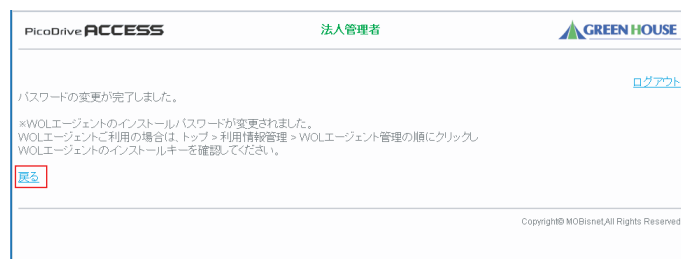 PicoDrive ACCESS 法人管理者 GREEN HOUSE
ログアウト
パスワードの変更が完了しました。
※WOLエージェントのインストールパスワードが変更されました。
WOLエージェントご利用の場合は、トップ > 利用情報管理 > WOLエージェント管理の順にクリックし
WOLエージェントのインストールキーを確認してください。
戻る
Copyright© MOBisnet,All Rights Reserved